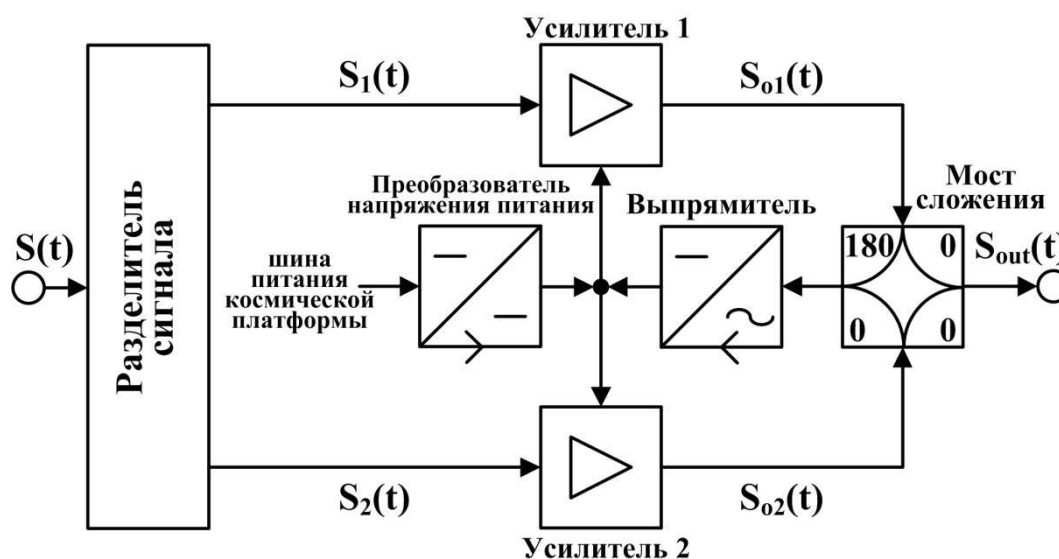 Усилитель 1
S₁(t)
Sₒ₁(t)
Разделитель
сигнала
S(t)
Преобразователь
напряжения питания
Выпрямитель
Мост
сложения
180 0
0 0
Sout(t)
шина
питания
космической
платформы
S₂(t)
Sₒ₂(t)
Усилитель 2